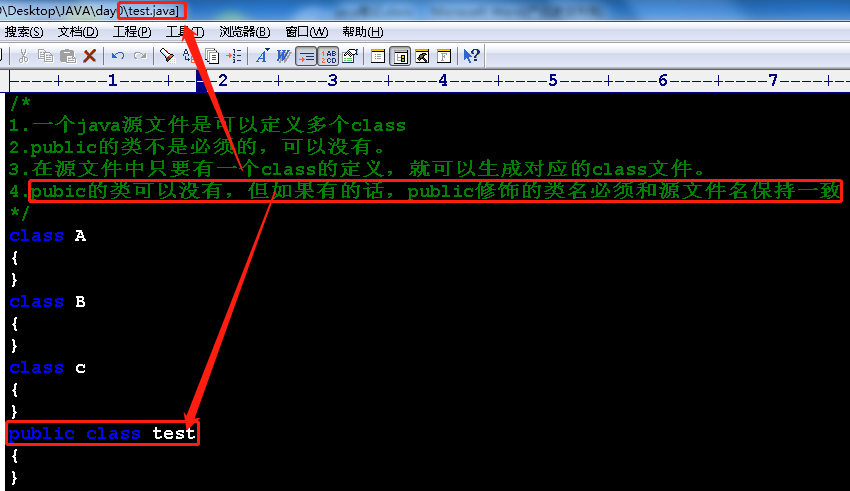 \Desktop\JAVA\day0\test.java]
搜索(S) 文档(D) 工程(P) 工具(T) 浏览器(B) 窗口(W) 帮助(H)
----+----1----+----2----+----3----+----4----+----5----+----6----+----7----+--
/*
1.一个java源文件是可以定义多个class
2.public的类不是必须的，可以没有。
3.在源文件中只要有一个class的定义，就可以生成对应的class文件。
4.pubic的类可以没有，但如果有的话，public修饰的类名必须和源文件名保持一致
*/
class A
{
}
class B
{
}
class c
{
}
public class test
{
}